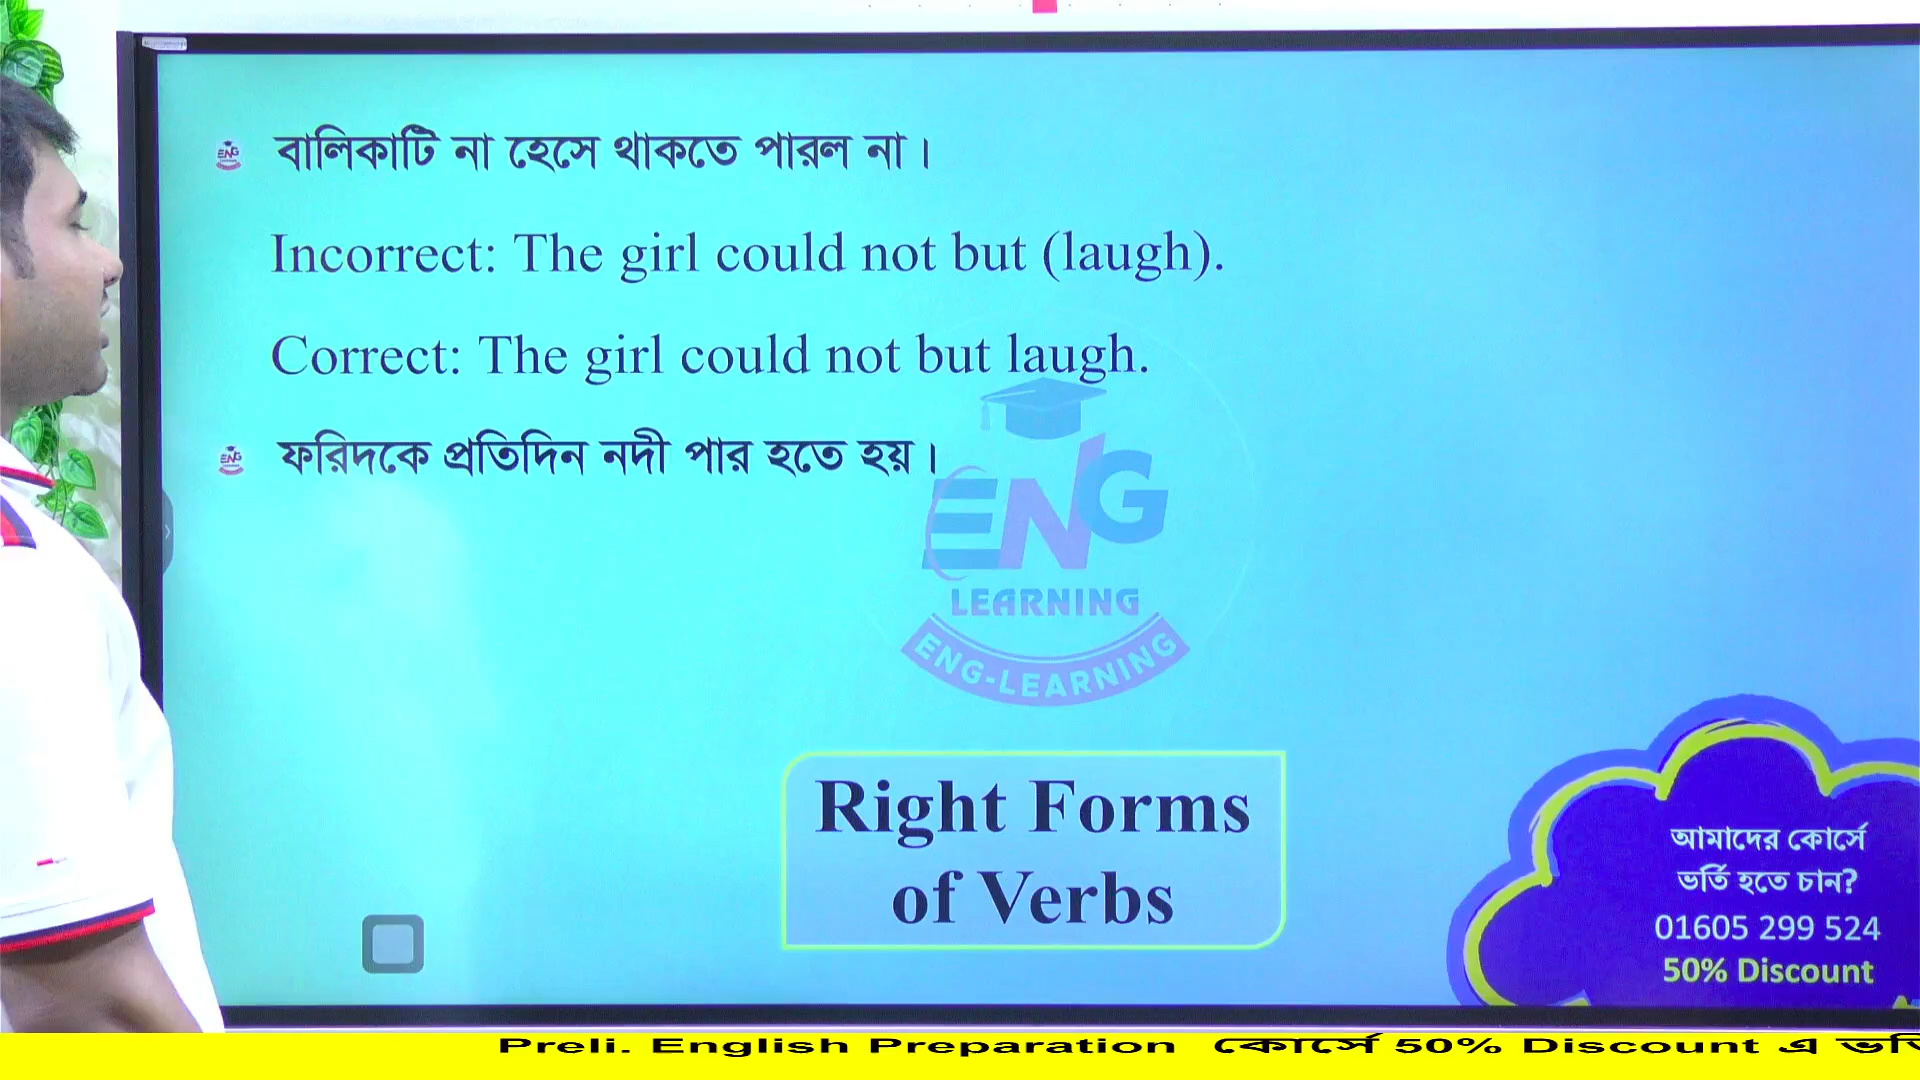 বালিকাটি না হেসে থাকতে পারল না।
Incorrect: The girl could not but (laugh).
Correct: The girl could not but laugh.
ফরিদকে প্রতিদিন নদী পার হতে হয়।
ENG
LEARNING
ENG-LEARNING
Right Forms
of Verbs
আমাদের কোর্সে
ভর্তি হতে চান?
01605 299 524
50% Discount
Preli. English Preparation কোর্সে 50% Discount এ